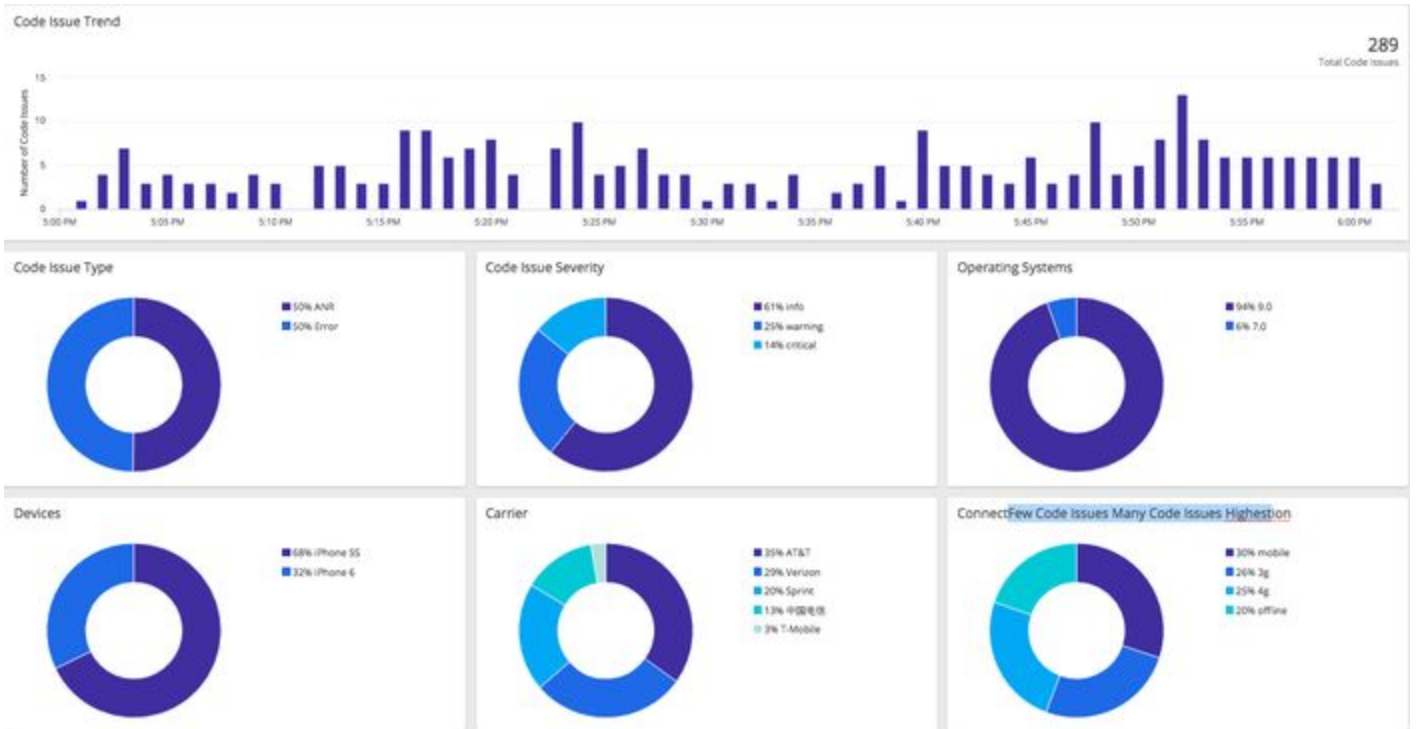 Code Issue Trend
289
Total Code Issues
Number of Code Issues
15
10
5
0
5:00 PM 5:05 PM 5:10 PM 5:15 PM 5:20 PM 5:25 PM 5:30 PM 5:35 PM 5:40 PM 5:45 PM 5:50 PM 5:55 PM 6:00 PM
Code Issue Type
50% ANR
50% Error
Code Issue Severity
61% info
25% warning
14% critical
Operating Systems
94% 9.0
6% 7.0
Devices
68% iPhone 5S
32% iPhone 6
Carrier
35% AT&T
29% Verizon
20% Sprint
13% 中国电信
3% T-Mobile
ConnectFew Code Issues Many Code Issues Highestion
30% mobile
26% 3g
25% 4g
20% offline